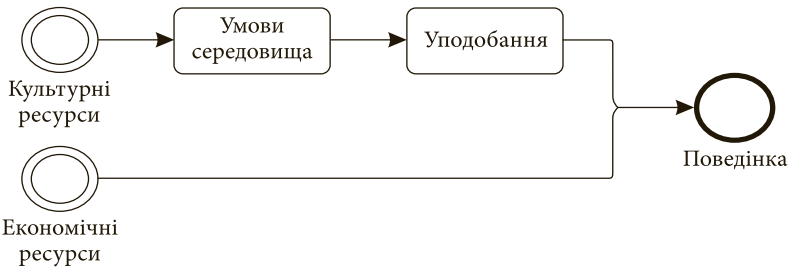 Умови
середовища
Уподобання
Культурні
ресурси
Поведінка
Економічні
ресурси